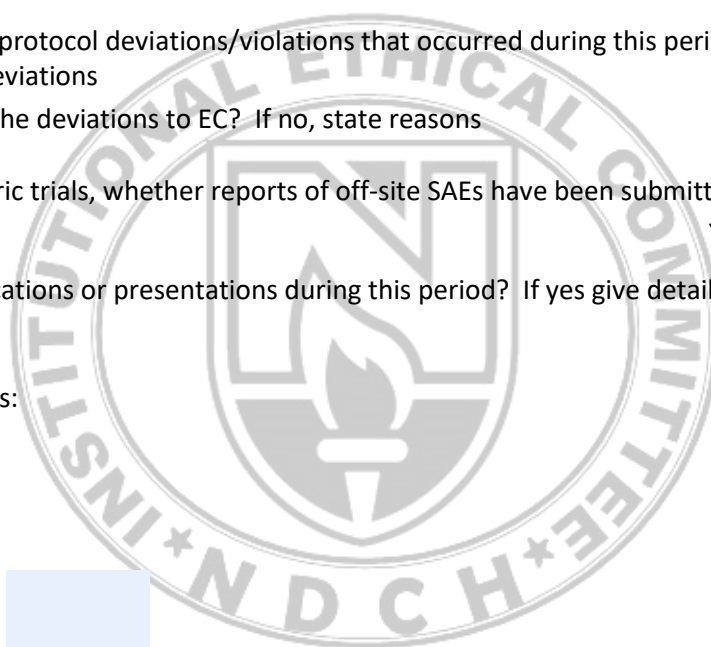 protocol deviations/violations that occurred during this peri
eviations
he deviations to EC? If no, state reasons
ric trials, whether reports of off-site SAEs have been submitt
cations or presentations during this period? If yes give detail
s:
INSTITUTIONAL ETHICAL COMMITTEE
NDCH